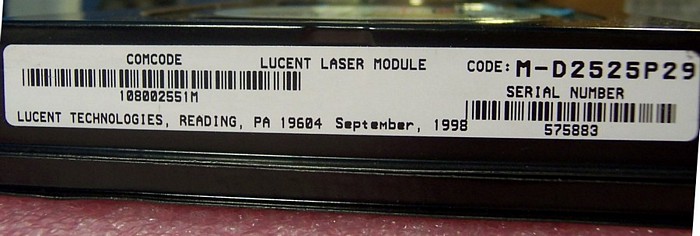 COMCODE LUCENT LASER MODULE CODE: M-D2525P29
108002551M SERIAL NUMBER
LUCENT TECHNOLOGIES, READING, PA 19604 September, 1998 575883